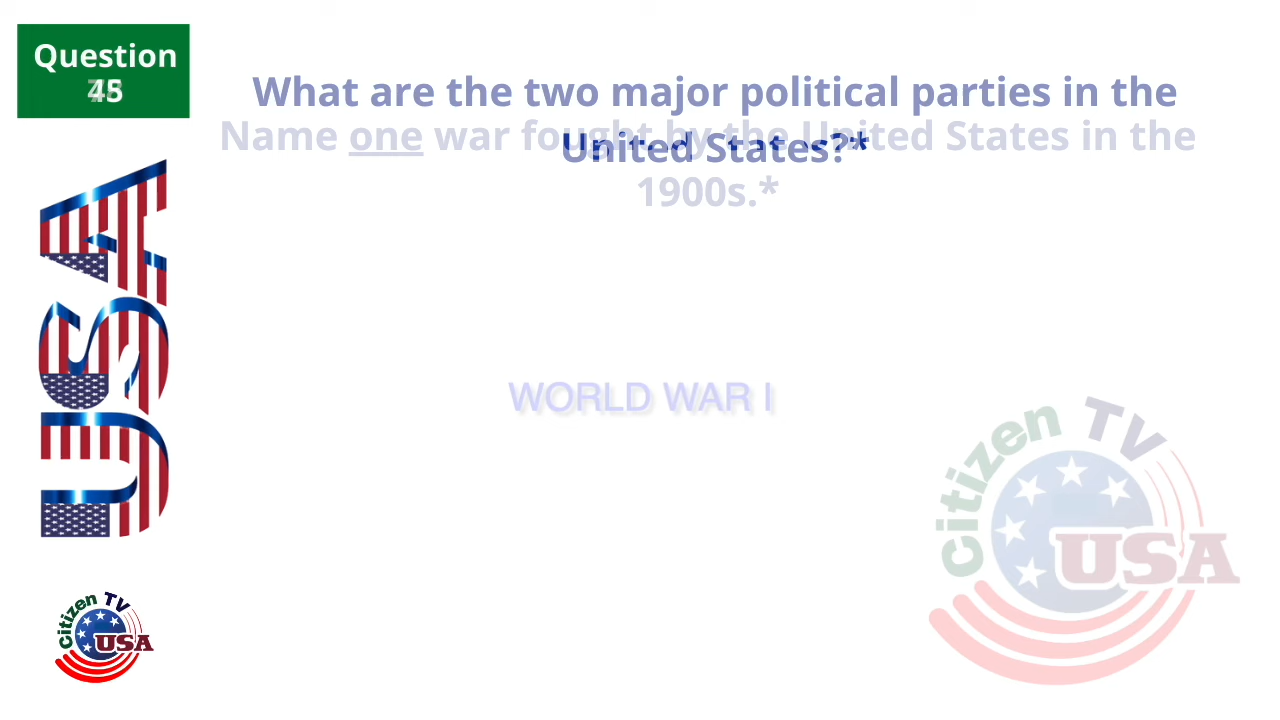 Question
45
What are the two major political parties in the
United States?*
Name one war fought by the United States in the
1900s.*
USA
WORLD WAR I
Citizen TV
USA
Citizen TV
USA